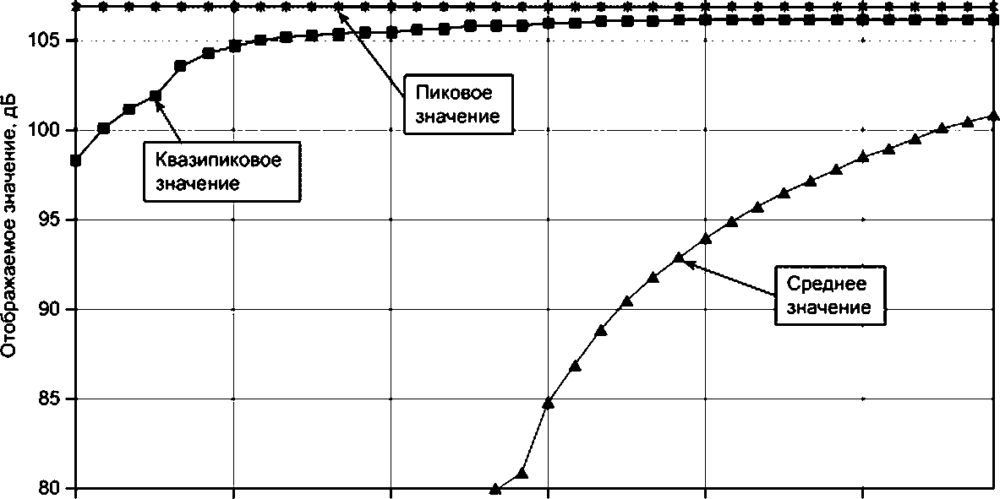 105
100
95
90
85
80
Отображаемое значение, дБ
Пиковое
значение
Квазипиковое
значение
Среднее
значение